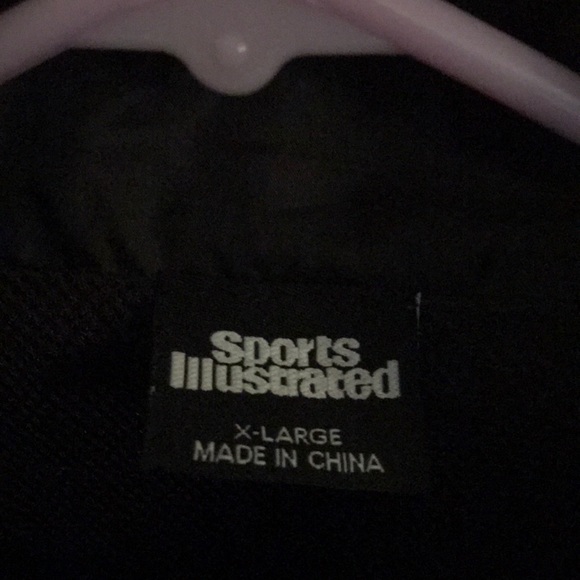 Sports
Illustrated
X-LARGE
MADE IN CHINA